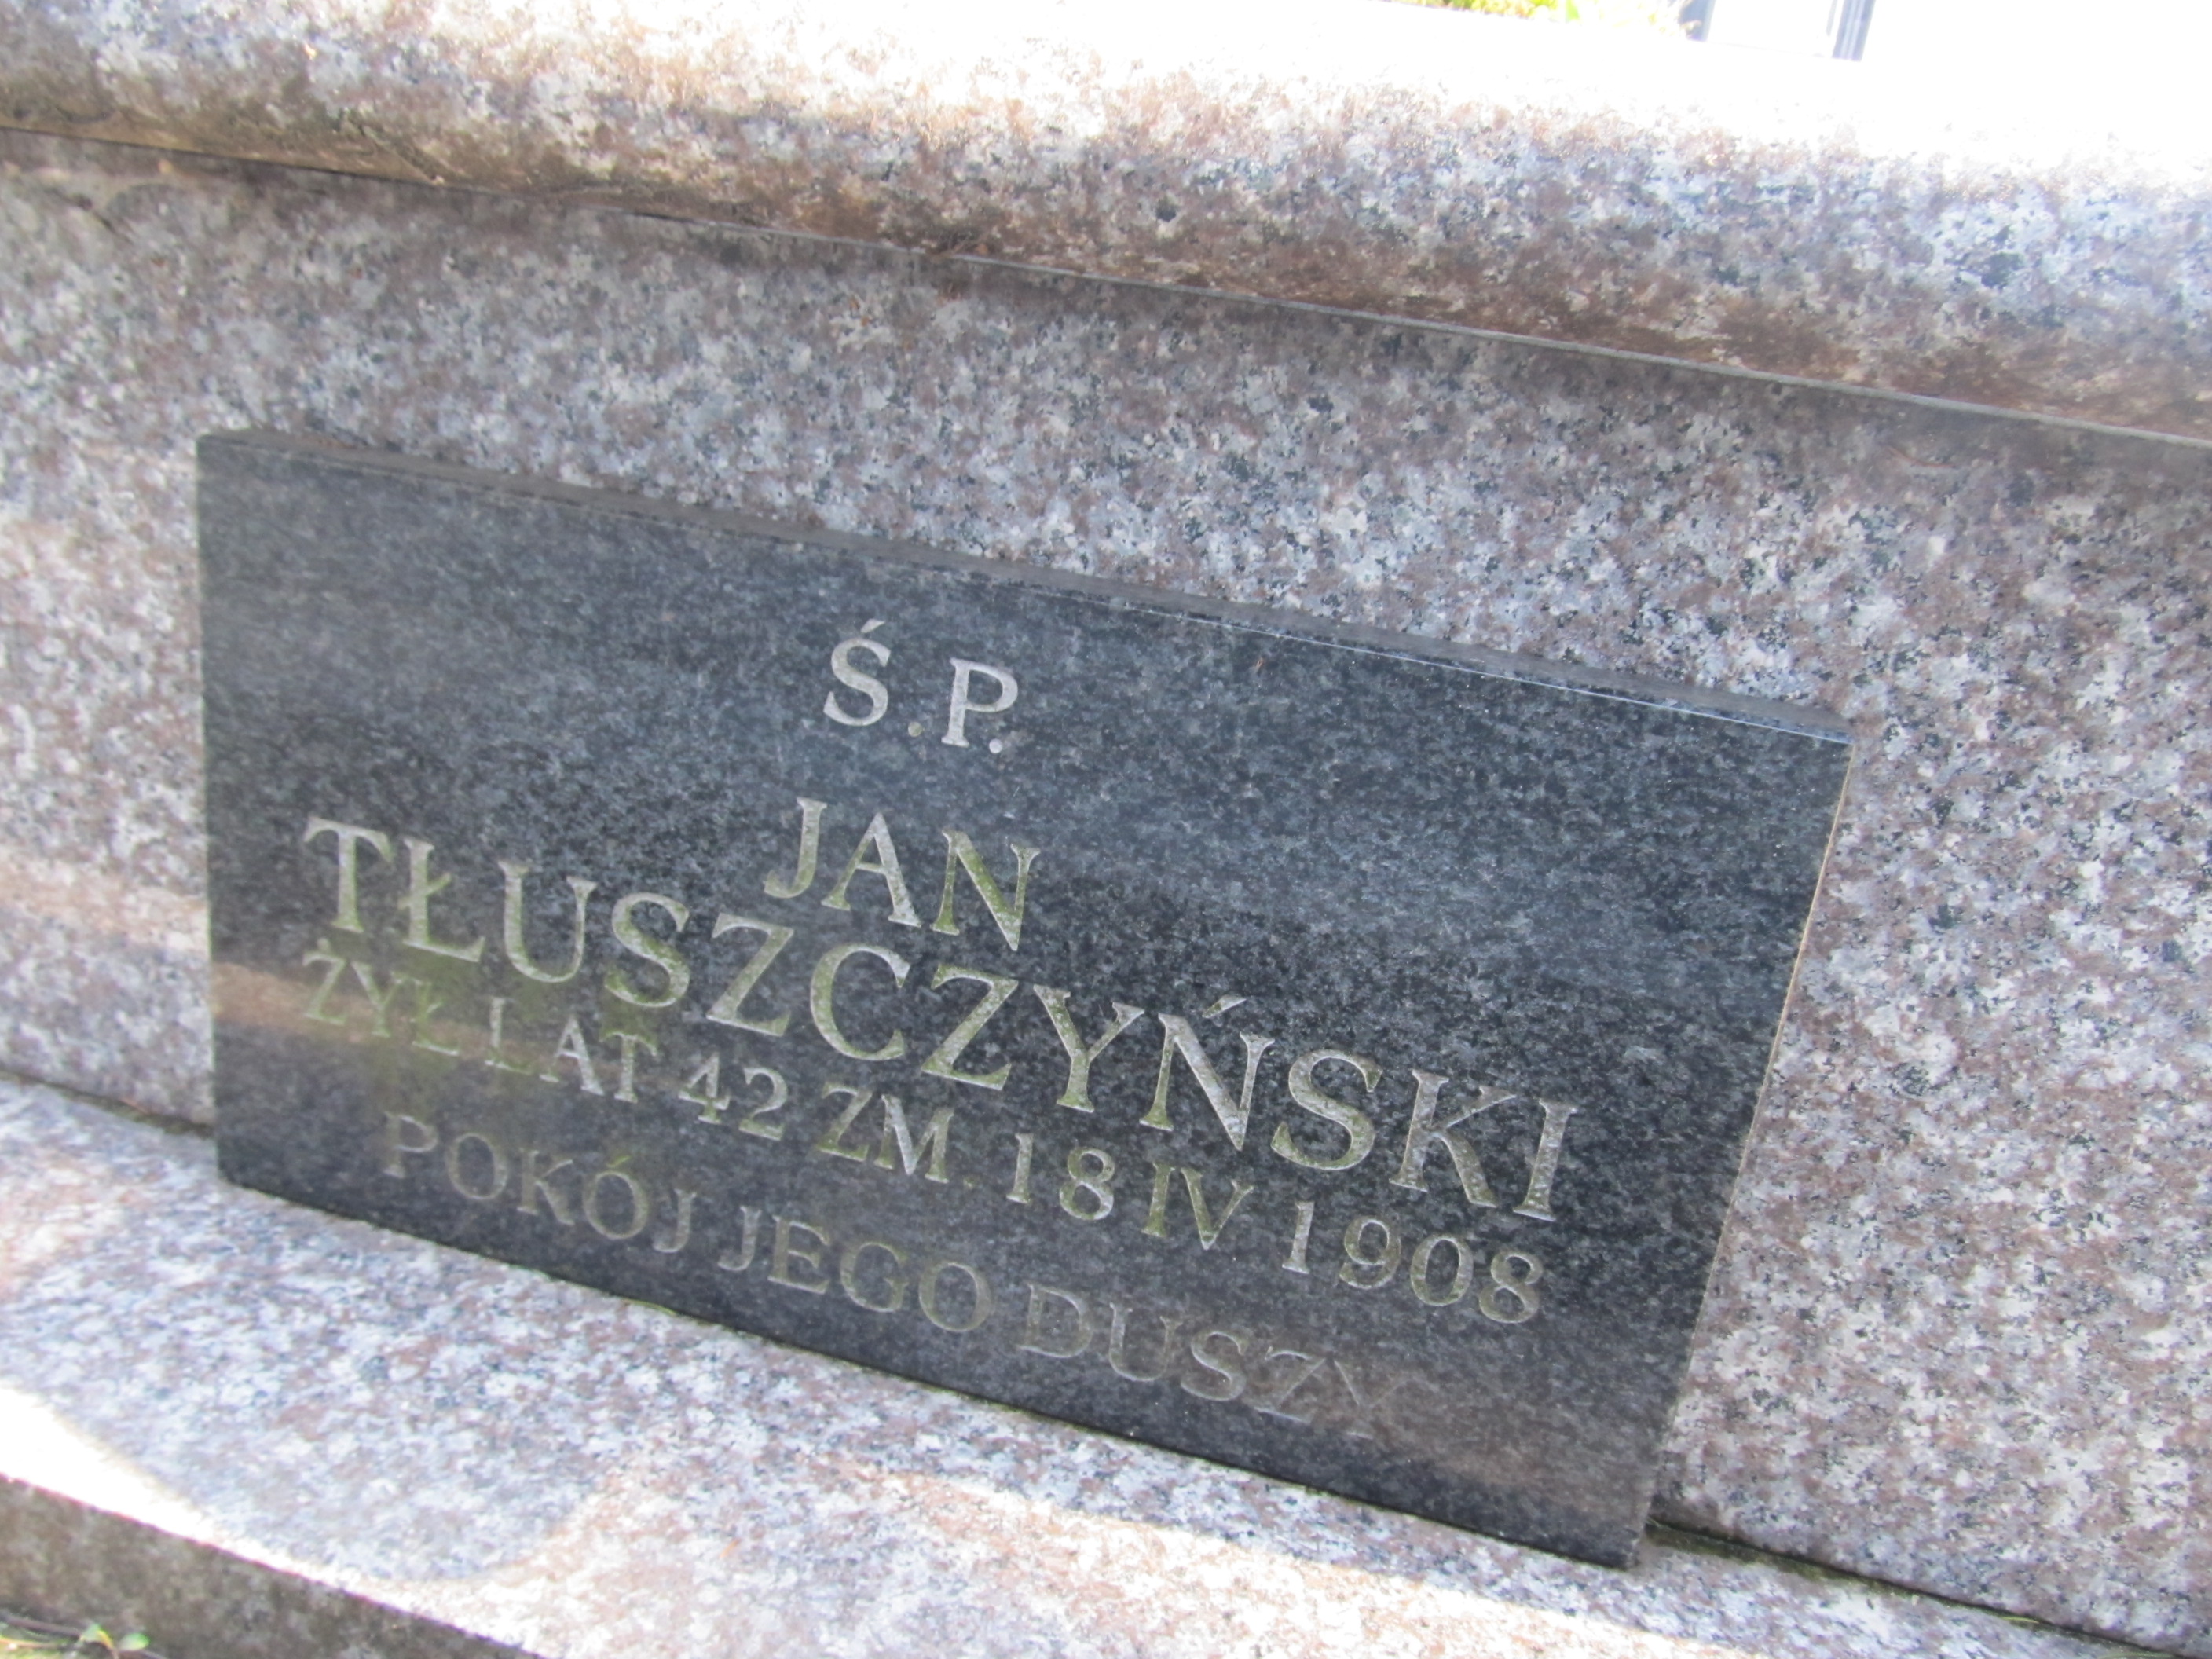 Ś.P.
JAN
TŁUSZCZYŃSKI
ŻYŁ LAT 42 ZM. 18 IV 1908
POKÓJ JEGO DUSZY